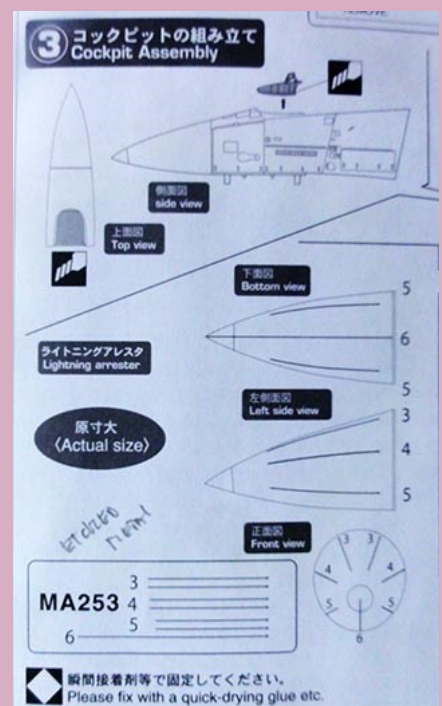 ③ コックピットの組み立て
Cockpit Assembly
側面図
side view
上面図
Top view
下面図
Bottom view
5
6
5
ライトニングアレスタ
Lightning arrester
左側面図
Left side view
3
4
5
原寸大
〈Actual size〉
ETCHED
METAL
正面図
Front view
3 3
4 4
5 5
6
MA253
3
4
5
6
瞬間接着剤等で固定してください。
Please fix with a quick-drying glue etc.